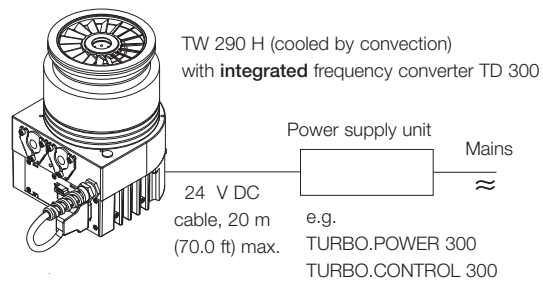 TW 290 H (cooled by convection)
with integrated frequency converter TD 300
Power supply unit
Mains
≈
24 V DC
cable, 20 m
(70.0 ft) max.
e.g.
TURBO.POWER 300
TURBO.CONTROL 300